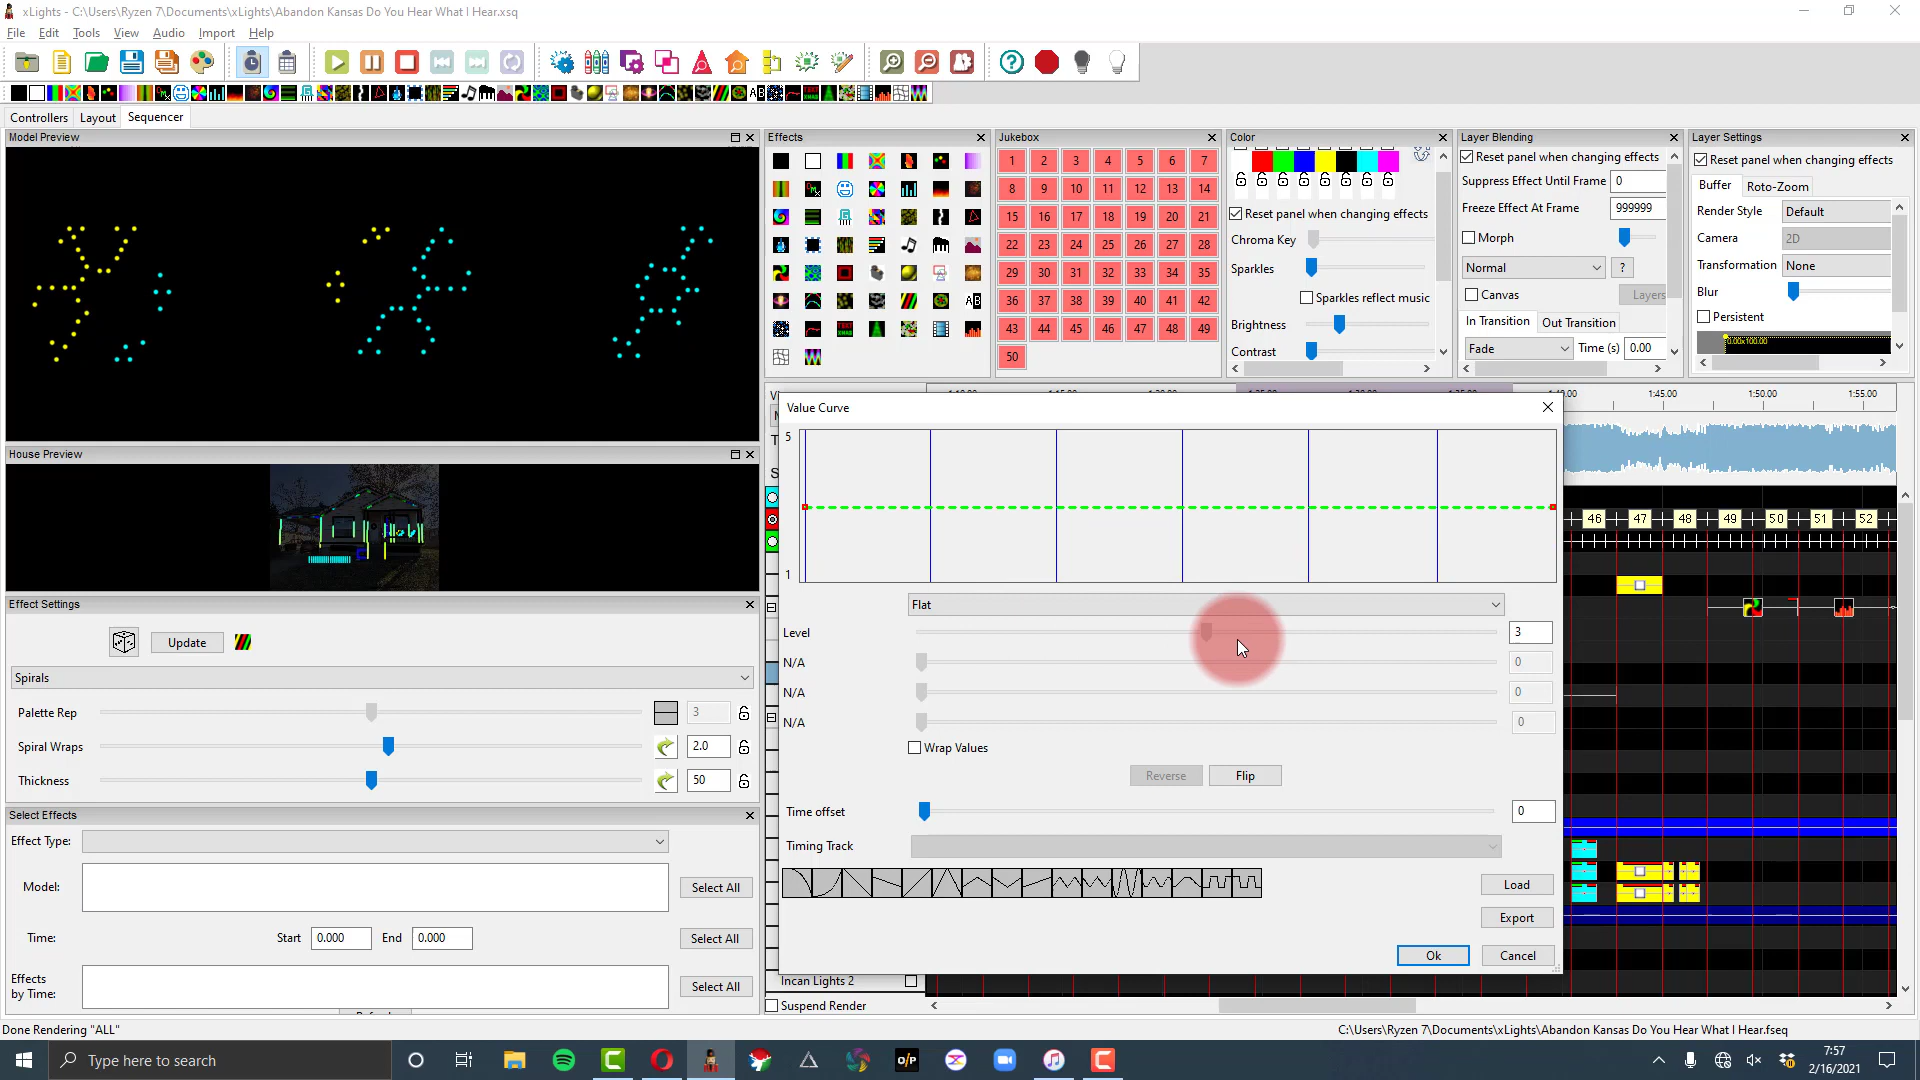 xLights - C:\Users\Ryzen 7\Documents\xLights\Abandon Kansas Do You Hear What I Hear.xsq
File Edit Tools View Audio Import Help
Controllers Layout Sequencer
Model Preview
House Preview
Effect Settings
Update
Spirals
Palette Rep 3
Spiral Wraps 2.0
Thickness 50
Select Effects
Effect Type:
Model: Select All
Time: Start 0.000 End 0.000 Select All
Effects by Time: Select All
Effects
Jukebox
1 2 3 4 5 6 7
8 9 10 11 12 13 14
15 16 17 18 19 20 21
22 23 24 25 26 27 28
29 30 31 32 33 34 35
36 37 38 39 40 41 42
43 44 45 46 47 48 49
50
Color
Reset panel when changing effects
Chroma Key
Sparkles
Sparkles reflect music
Brightness
Contrast
Layer Blending
Reset panel when changing effects
Suppress Effect Until Frame 0
Freeze Effect At Frame 999999
Morph
Normal ?
Canvas Layers
In Transition Out Transition
Fade Time (s) 0.00
Layer Settings
Reset panel when changing effects
Buffer Roto-Zoom
Render Style Default
Camera 2D
Transformation None
Blur
Persistent
0.00x100.00
1:45.00 1:50.00 1:55.00
46 47 48 49 50 51 52
Value Curve
5
1
Flat
Level 3
N/A 0
N/A 0
N/A 0
Wrap Values
Reverse Flip
Time offset 0
Timing Track
Load
Export
Ok Cancel
Incan Lights 2
Suspend Render
Done Rendering "ALL"
C:\Users\Ryzen 7\Documents\xLights\Abandon Kansas Do You Hear What I Hear.fseq
Type here to search
O/P
7:57
2/16/2021